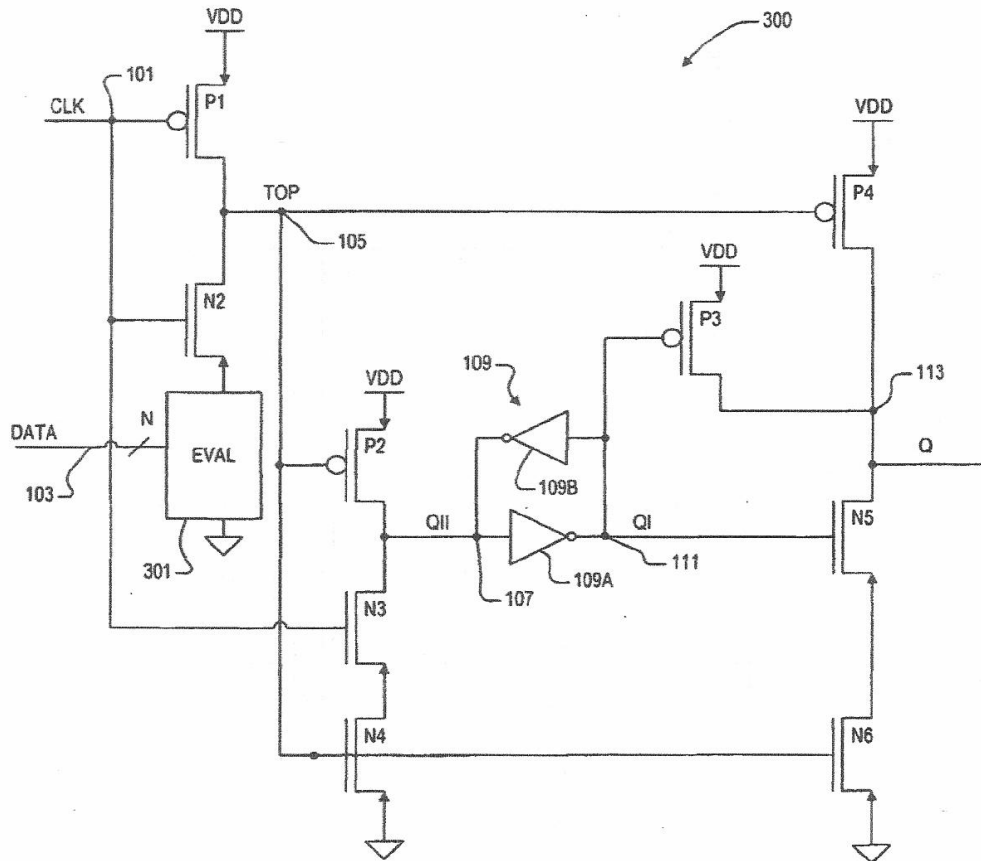 VDD
300
101
P1
CLK
VDD
TOP
P4
105
VDD
N2
P3
109
VDD
113
N
DATA
EVAL
P2
Q
103
109B
QII
QI
N5
301
109A
111
107
N3
N4
N6